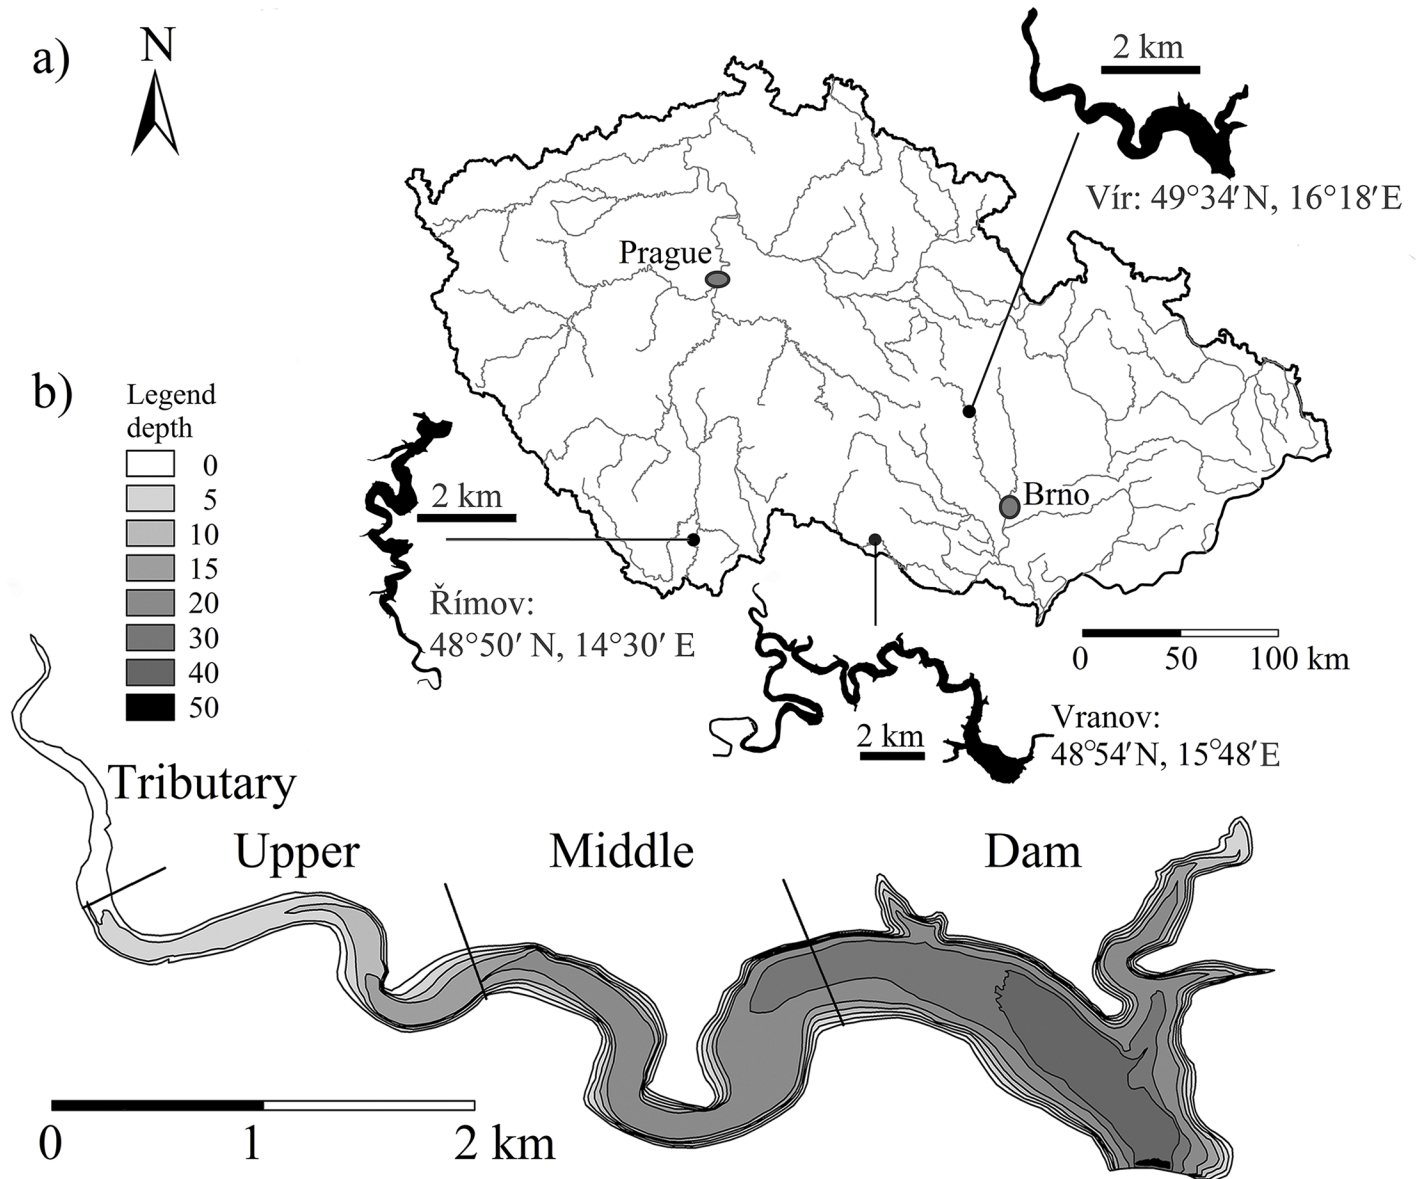 a)
N
2 km
Vír: 49°34′N, 16°18′E
Prague
b)
Legend
depth
0
5
10
15
20
30
40
50
2 km
Brno
Římov:
48°50′ N, 14°30′ E
0 50 100 km
2 km
Vranov:
48°54′N, 15°48′E
Tributary
Upper
Middle
Dam
0 1 2 km